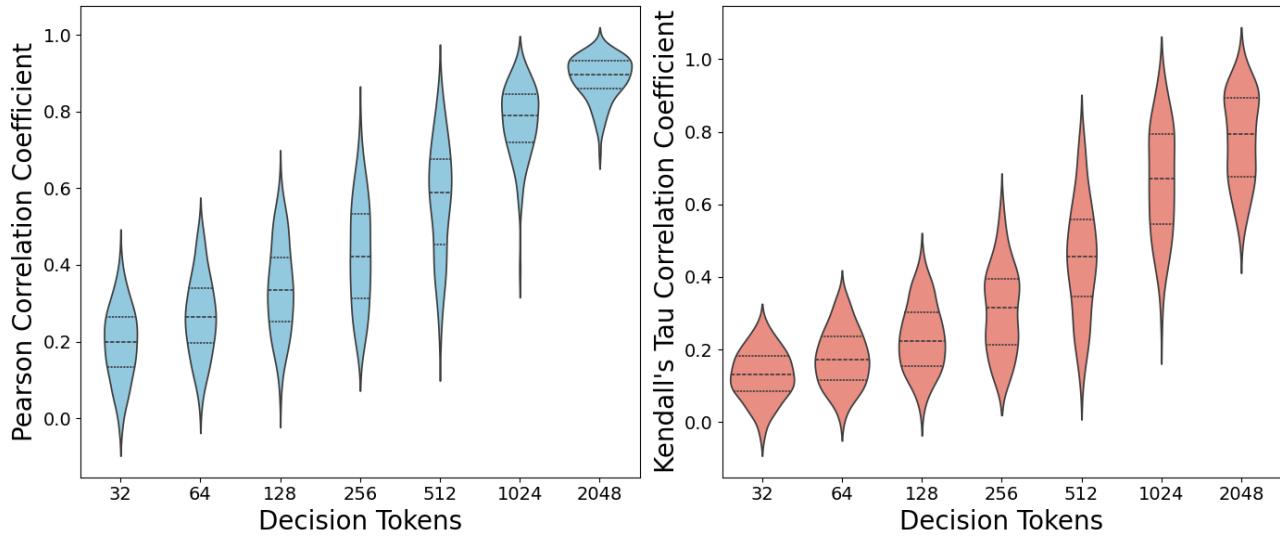 Pearson Correlation Coefficient
1.0
0.8
0.6
0.4
0.2
0.0
32 64 128 256 512 1024 2048
Decision Tokens
Kendall's Tau Correlation Coefficient
1.0
0.8
0.6
0.4
0.2
0.0
32 64 128 256 512 1024 2048
Decision Tokens